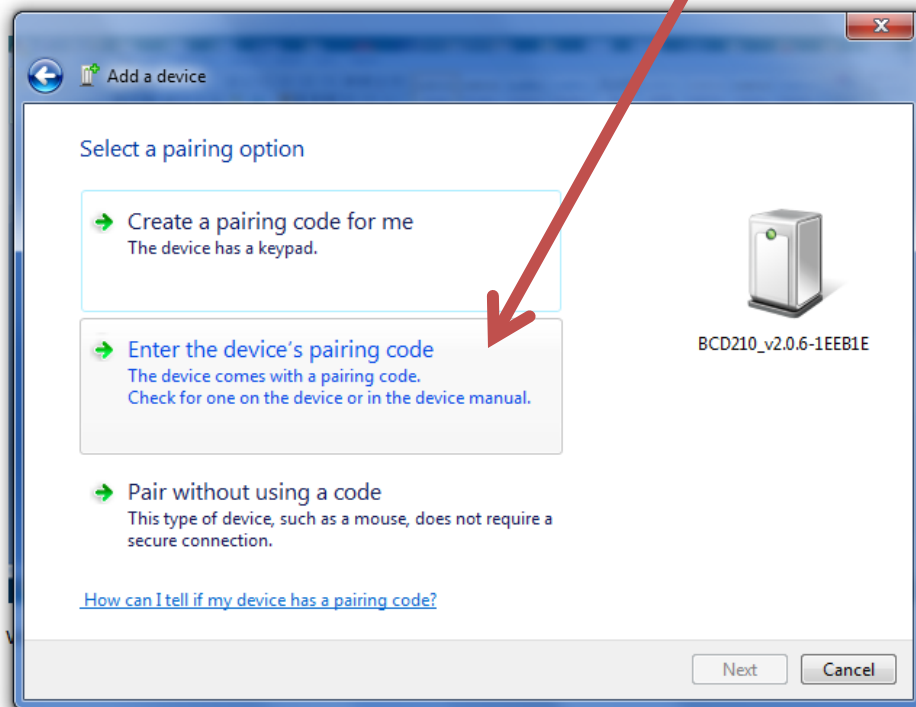 Add a device
Select a pairing option
Create a pairing code for me
The device has a keypad.
Enter the device's pairing code
The device comes with a pairing code.
Check for one on the device or in the device manual.
BCD210_v2.0.6-1EEB1E
Pair without using a code
This type of device, such as a mouse, does not require a
secure connection.
How can I tell if my device has a pairing code?
Next
Cancel